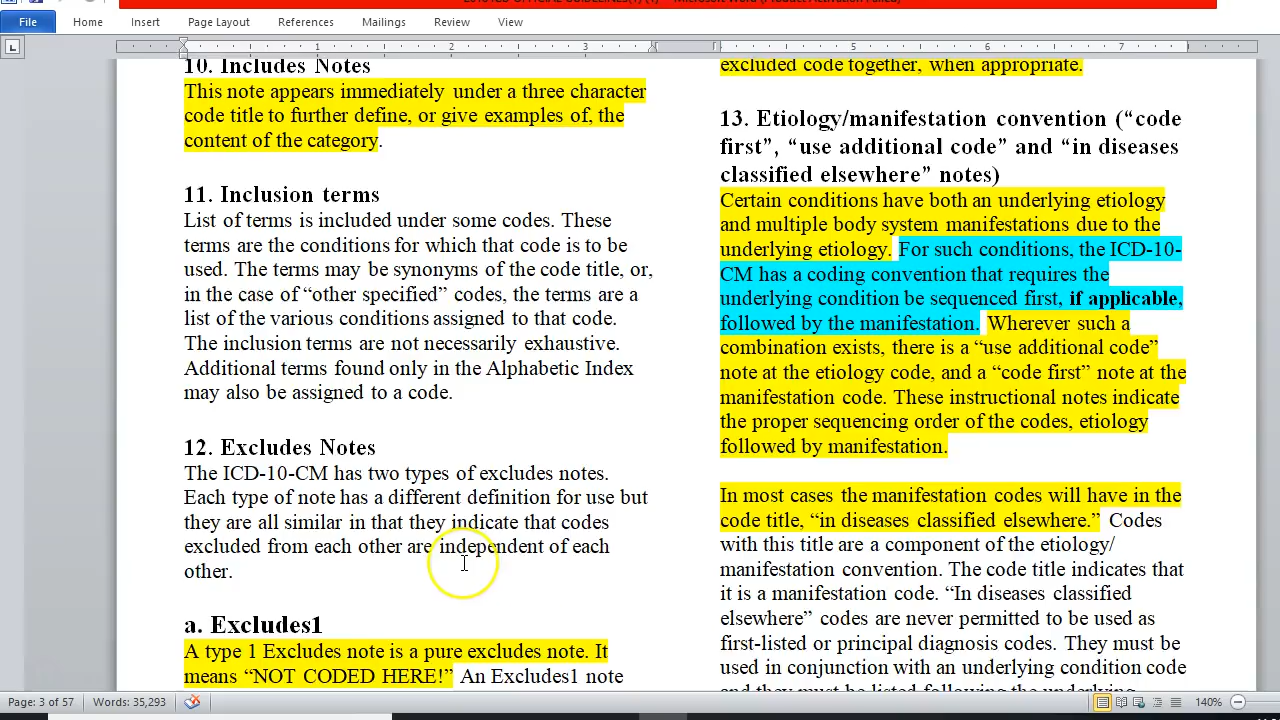 File
Home
Insert
Page Layout
References
Mailings
Review
View
1
2
3
5
6
7
10. Includes Notes
This note appears immediately under a three character
code title to further define, or give examples of, the
content of the category.
11. Inclusion terms
List of terms is included under some codes. These
terms are the conditions for which that code is to be
used. The terms may be synonyms of the code title, or,
in the case of “other specified” codes, the terms are a
list of the various conditions assigned to that code.
The inclusion terms are not necessarily exhaustive.
Additional terms found only in the Alphabetic Index
may also be assigned to a code.
12. Excludes Notes
The ICD-10-CM has two types of excludes notes.
Each type of note has a different definition for use but
they are all similar in that they indicate that codes
excluded from each other are independent of each
other.
a. Excludes1
A type 1 Excludes note is a pure excludes note. It
means “NOT CODED HERE!” An Excludes1 note
excluded code together, when appropriate.
13. Etiology/manifestation convention (“code
first”, “use additional code” and “in diseases
classified elsewhere” notes)
Certain conditions have both an underlying etiology
and multiple body system manifestations due to the
underlying etiology. For such conditions, the ICD-10-
CM has a coding convention that requires the
underlying condition be sequenced first, if applicable,
followed by the manifestation. Wherever such a
combination exists, there is a “use additional code”
note at the etiology code, and a “code first” note at the
manifestation code. These instructional notes indicate
the proper sequencing order of the codes, etiology
followed by manifestation.
In most cases the manifestation codes will have in the
code title, “in diseases classified elsewhere.” Codes
with this title are a component of the etiology/
manifestation convention. The code title indicates that
it is a manifestation code. “In diseases classified
elsewhere” codes are never permitted to be used as
first-listed or principal diagnosis codes. They must be
used in conjunction with an underlying condition code
and they must be listed following the underlying
Page: 3 of 57
Words: 35,293
140%